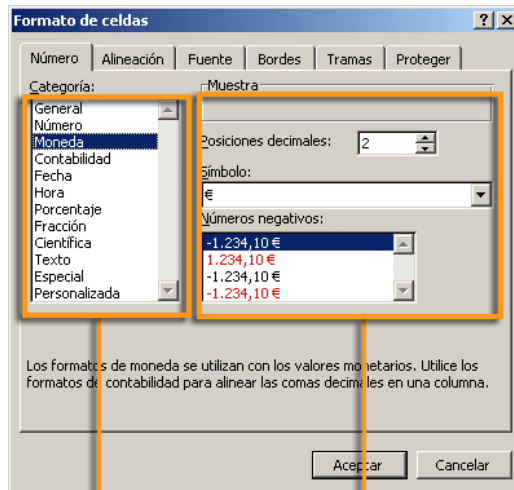 Formato de celdas
Número Alineación Fuente Bordes Tramas Proteger
Categoría:
General
Número
Moneda
Contabilidad
Fecha
Hora
Porcentaje
Fracción
Científica
Texto
Especial
Personalizada
Muestra
Posiciones decimales: 2
Símbolo:
€
Números negativos:
-1.234,10 €
1.234,10 €
-1.234,10 €
-1.234,10 €
Los formatos de moneda se utilizan con los valores monetarios. Utilice los
formatos de contabilidad para alinear las comas decimales en una columna.
Aceptar Cancelar